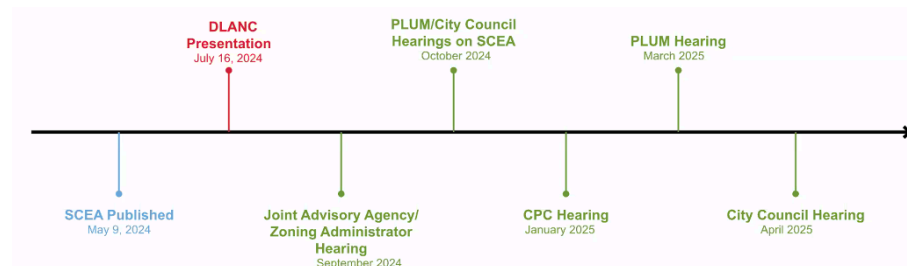 DLANC
Presentation
July 16, 2024
PLUM/City Council
Hearings on SCEA
October 2024
PLUM Hearing
March 2025
SCEA Published
May 9, 2024
Joint Advisory Agency/
Zoning Administrator
Hearing
September 2024
CPC Hearing
January 2025
City Council Hearing
April 2025